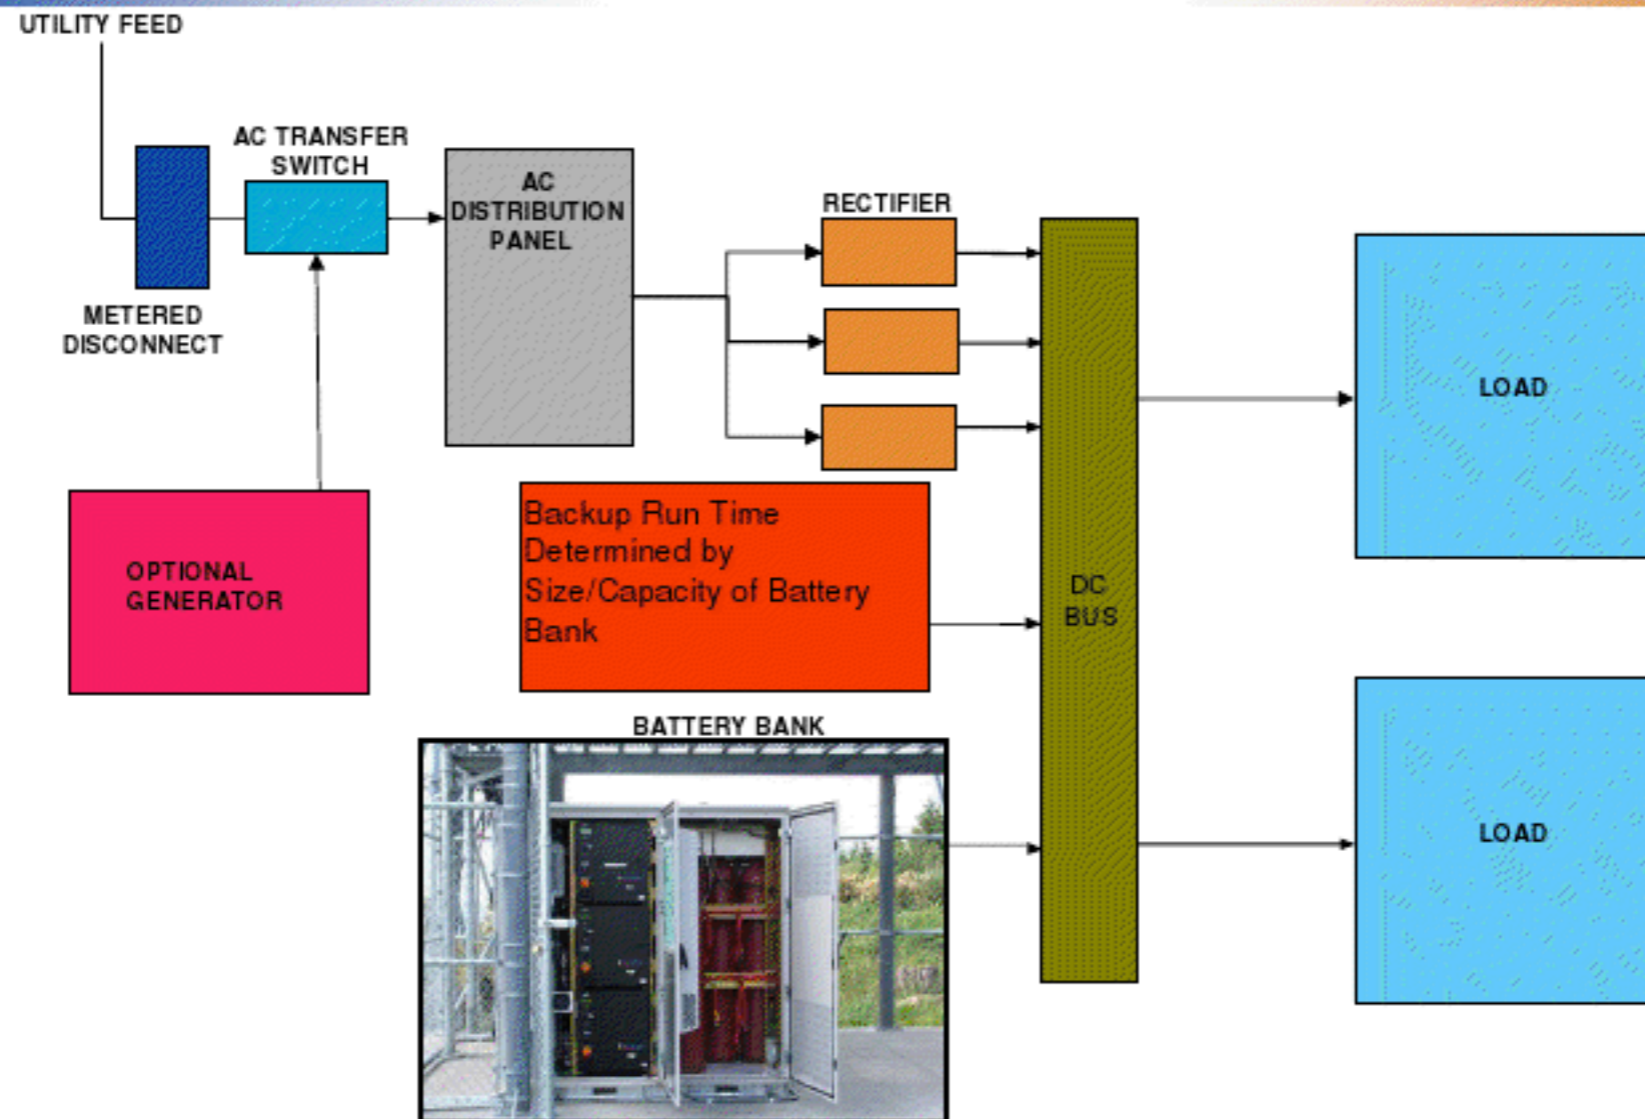 UTILITY FEED
AC TRANSFER
SWITCH
METERED
DISCONNECT
AC
DISTRIBUTION
PANEL
RECTIFIER
OPTIONAL
GENERATOR
Backup Run Time
Determined by
Size/Capacity of Battery
Bank
BATTERY BANK
DC
BUS
LOAD
LOAD